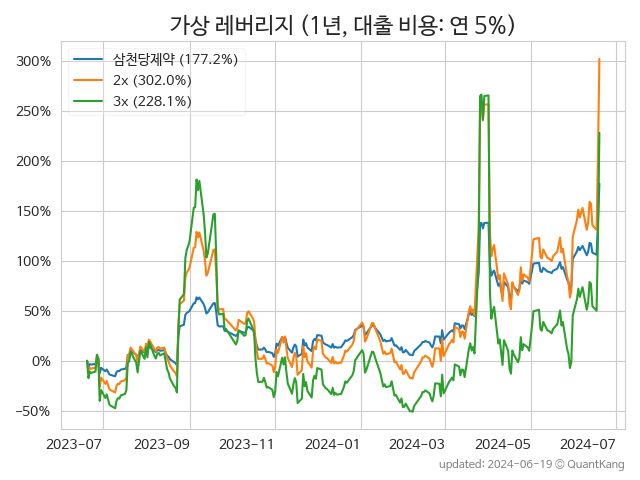 가상 레버리지 (1년, 대출 비용: 연 5%)
삼천당제약 (177.2%)
2x (302.0%)
3x (228.1%)
300%
250%
200%
150%
100%
50%
0%
−50%
2023-07 2023-09 2023-11 2024-01 2024-03 2024-05 2024-07
updated: 2024-06-19 © QuantKang